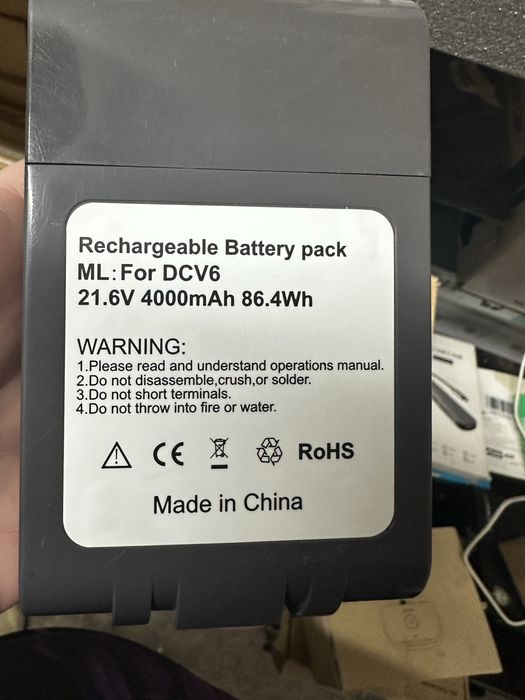 Rechargeable Battery pack
ML:For DCV6
21.6V 4000mAh 86.4Wh
WARNING:
1.Please read and understand operations manual.
2.Do not disassemble,crush,or solder.
3.Do not short terminals.
4.Do not throw into fire or water.
CE RoHS
Made in China